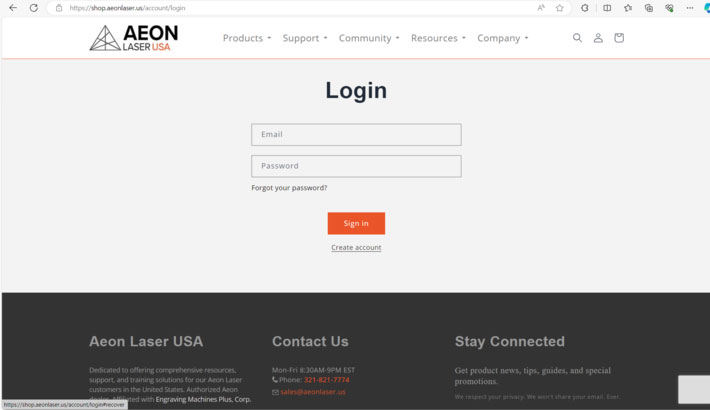 https://shop.aeonlaser.us/account/login
AEON
LASER USA
Products Support Community Resources Company
Login
Email
Password
Forgot your password?
Sign in
Create account
Aeon Laser USA Contact Us Stay Connected
Dedicated to offering comprehensive resources,
support, and training solutions for our Aeon Laser
customers in the United States. Authorized Aeon
with Engraving Machines Plus, Corp.
Mon-Fri 8:30AM-9PM EST
Phone: 321-821-7774
sales@aeonlaser.us
Get product news, tips, guides, and special
promotions.
We respect your privacy. We won't share your email. Ever.
https://shop.aeonlaser.us/account/login#recover